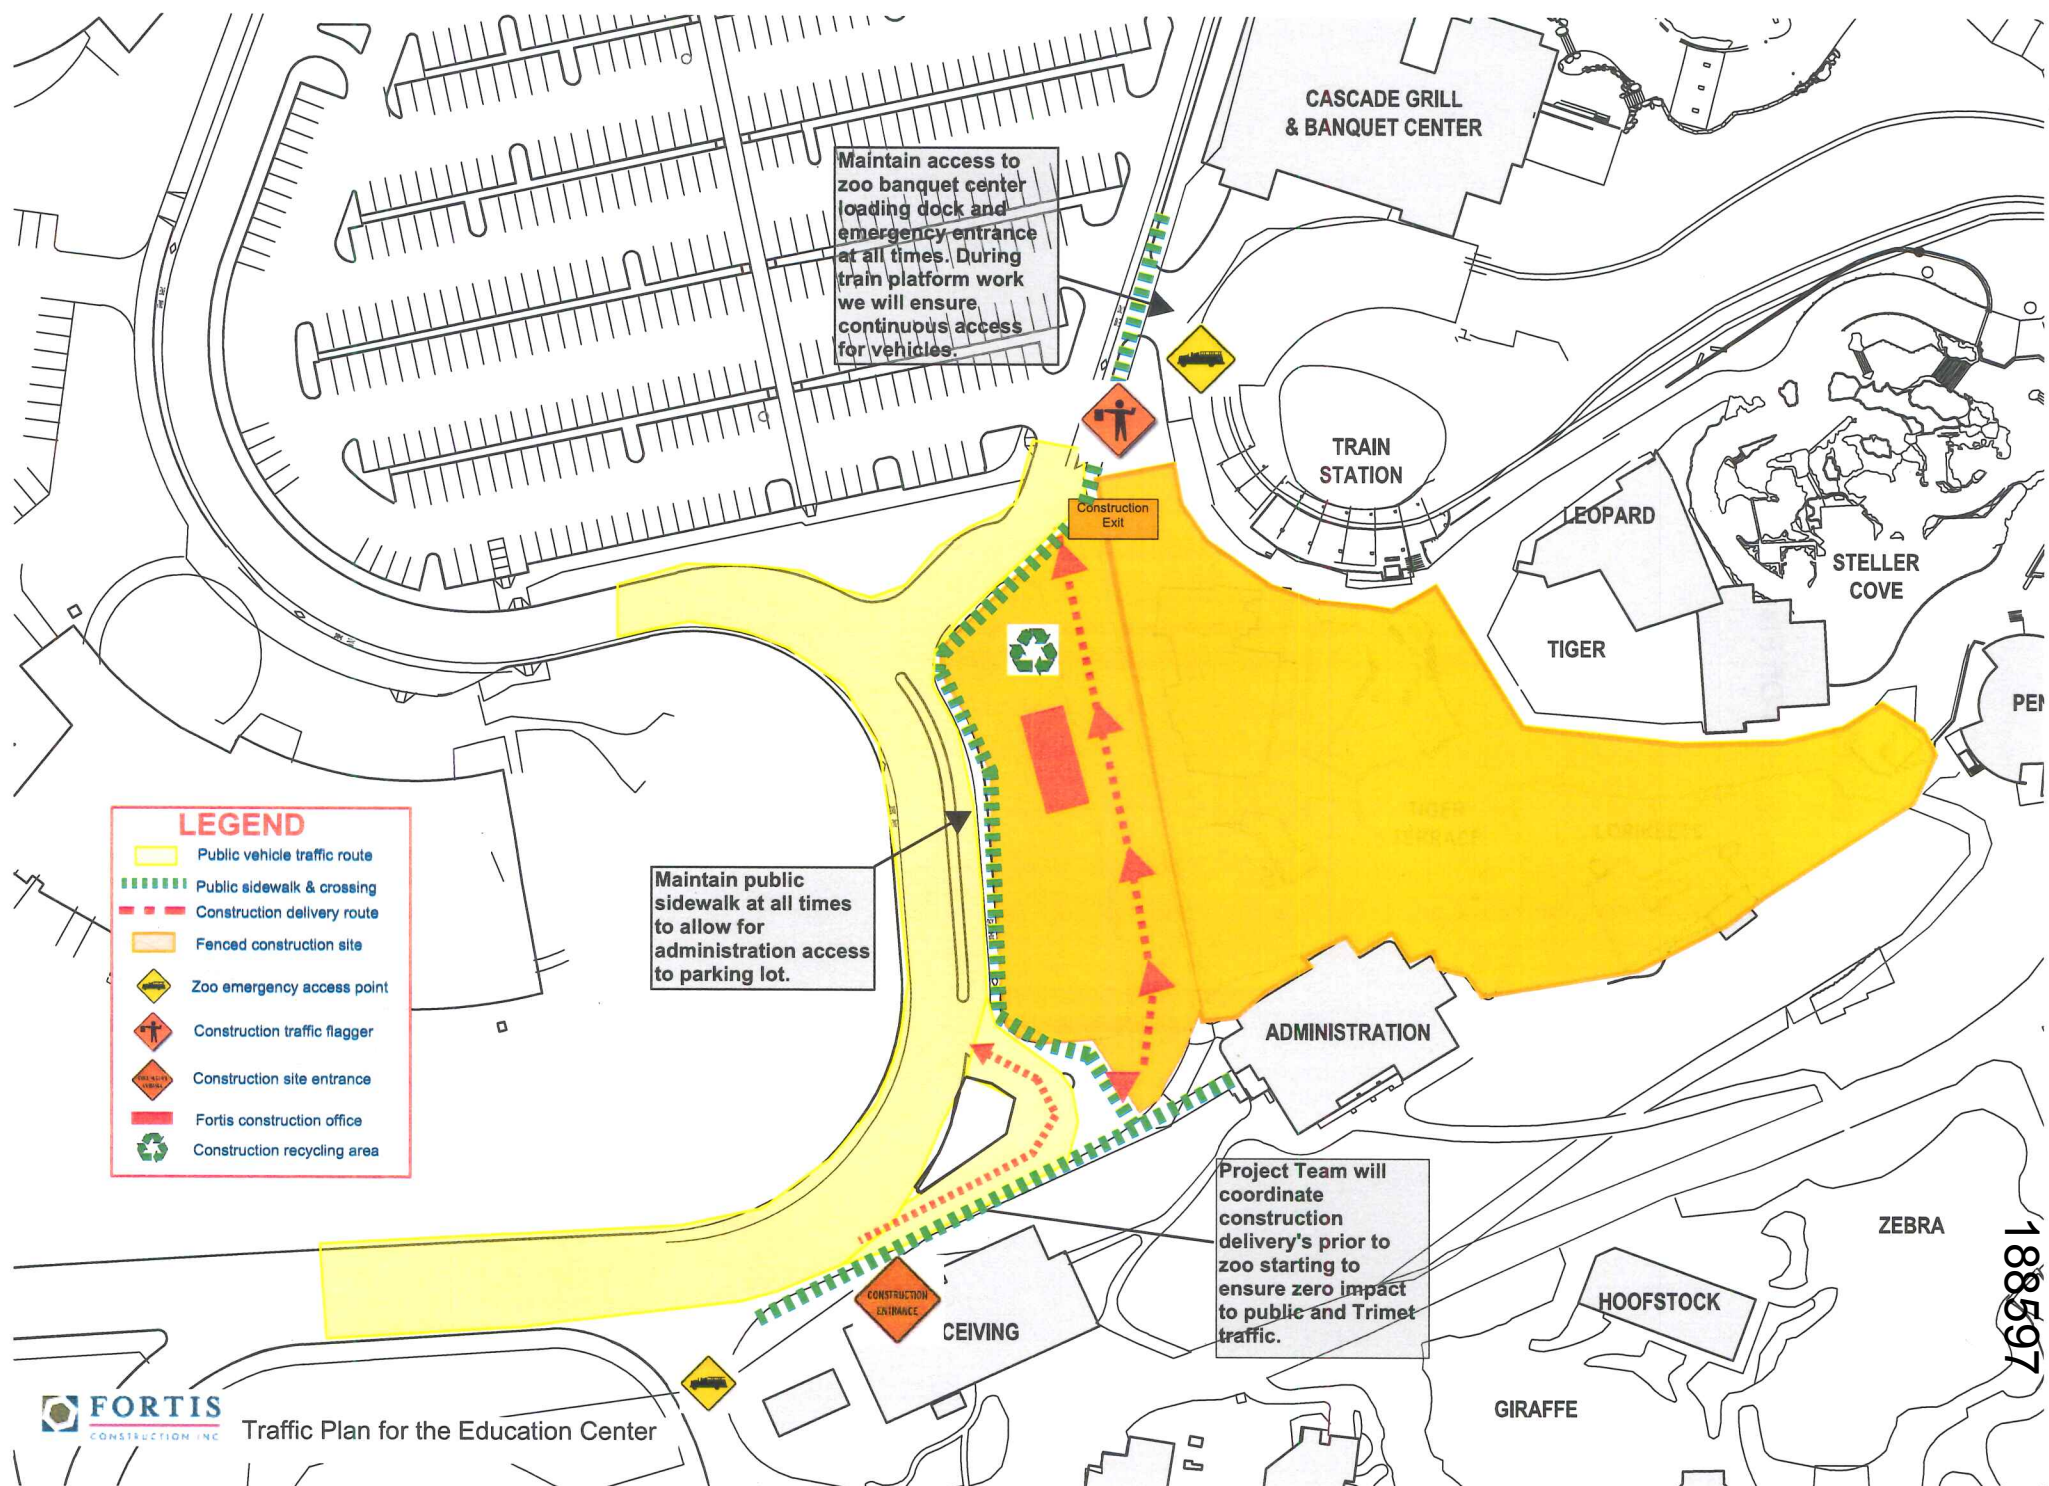 CASCADE GRILL
& BANQUET CENTER
Maintain access to
zoo banquet center
loading dock and
emergency entrance
at all times. During
train platform work
we will ensure
continuous access
for vehicles.
TRAIN
STATION
LEOPARD
STELLER
COVE
TIGER
PEN
Construction
Exit
TIGER
TERRACE
LORIKEETS
LEGEND
Public vehicle traffic route
Public sidewalk & crossing
Construction delivery route
Fenced construction site
Zoo emergency access point
Construction traffic flagger
Construction site entrance
Fortis construction office
Construction recycling area
Maintain public
sidewalk at all times
to allow for
administration access
to parking lot.
ADMINISTRATION
Project Team will
coordinate
construction
delivery's prior to
zoo starting to
ensure zero impact
to public and Trimet
traffic.
ZEBRA
HOOFSTOCK
GIRAFFE
CONSTRUCTION
ENTRANCE
CEIVING
FORTIS
CONSTRUCTION INC
Traffic Plan for the Education Center
188597